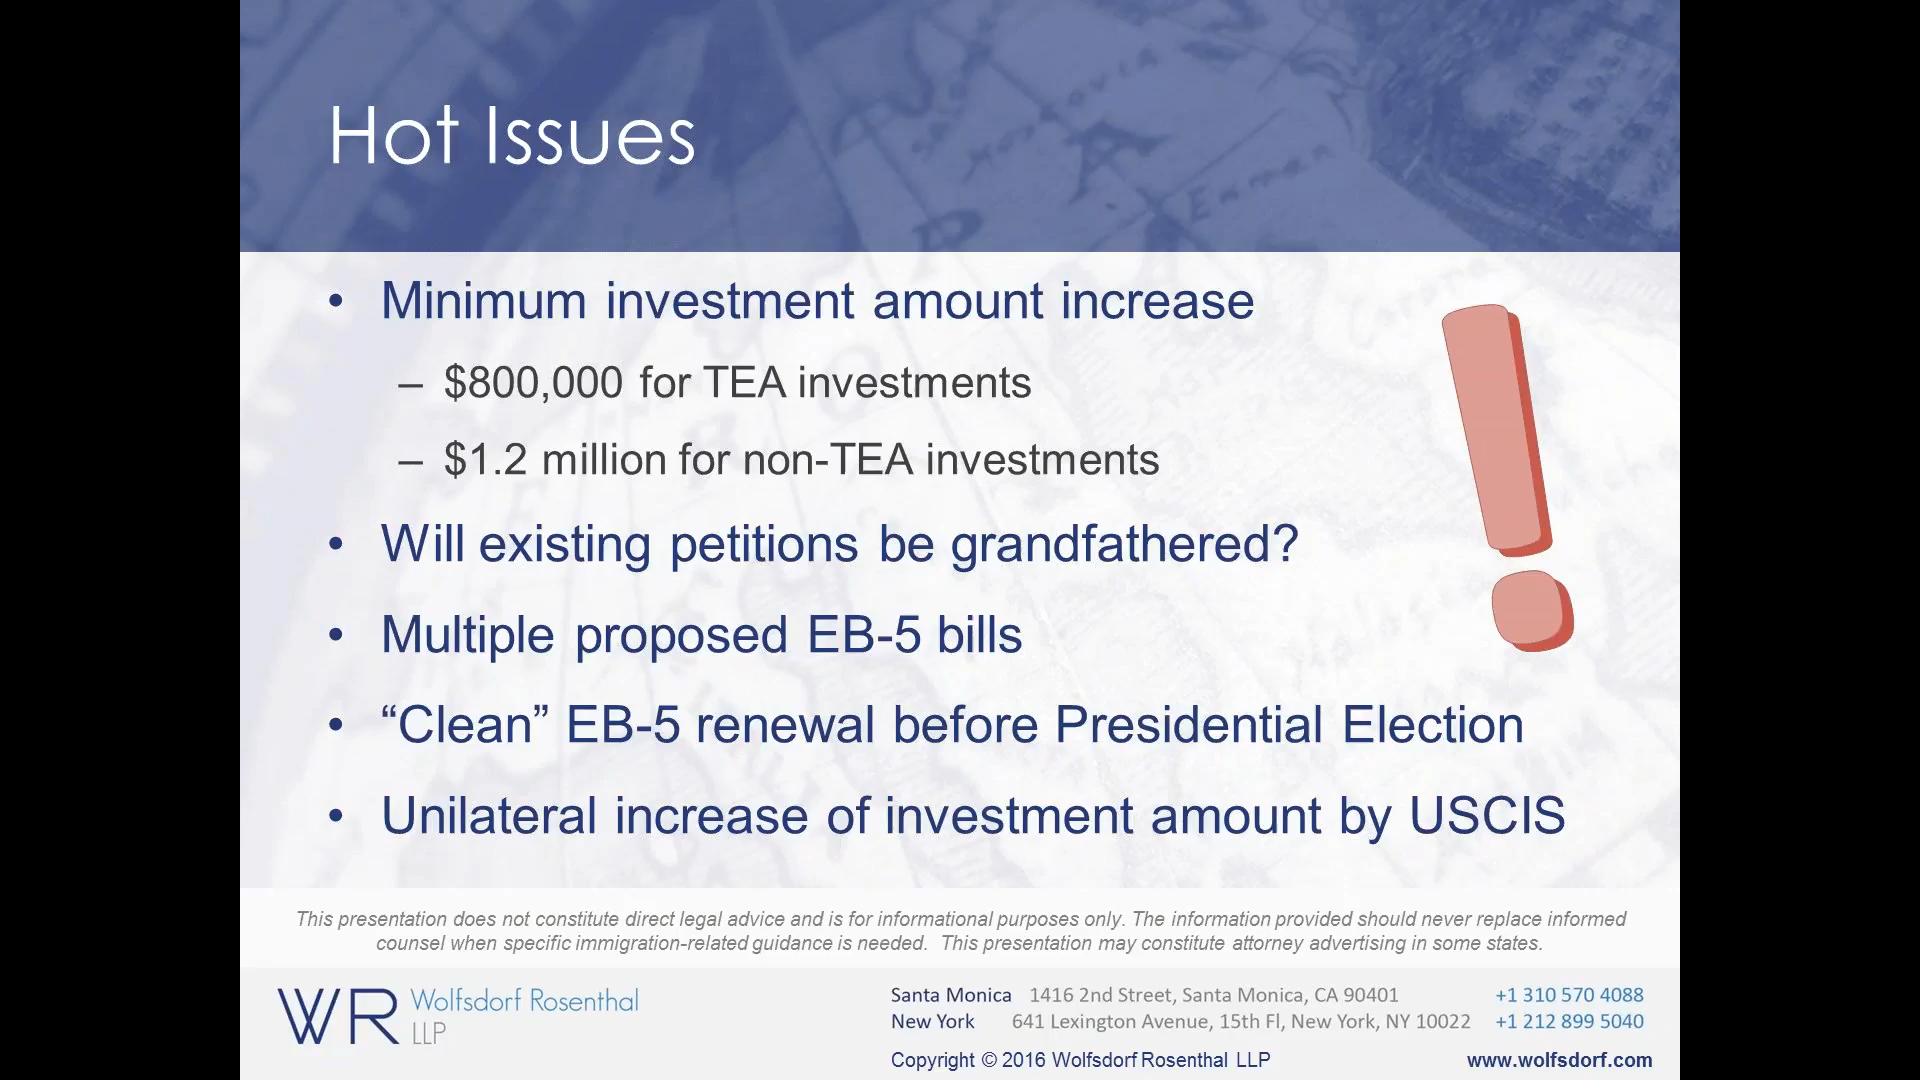 Hot Issues
• Minimum investment amount increase
– $800,000 for TEA investments
– $1.2 million for non-TEA investments
• Will existing petitions be grandfathered?
• Multiple proposed EB-5 bills
• “Clean” EB-5 renewal before Presidential Election
• Unilateral increase of investment amount by USCIS
This presentation does not constitute direct legal advice and is for informational purposes only. The information provided should never replace informed
counsel when specific immigration-related guidance is needed. This presentation may constitute attorney advertising in some states.
WR Wolfsdorf Rosenthal
LLP
Santa Monica 1416 2nd Street, Santa Monica, CA 90401 +1 310 570 4088
New York 641 Lexington Avenue, 15th Fl, New York, NY 10022 +1 212 899 5040
Copyright © 2016 Wolfsdorf Rosenthal LLP www.wolfsdorf.com